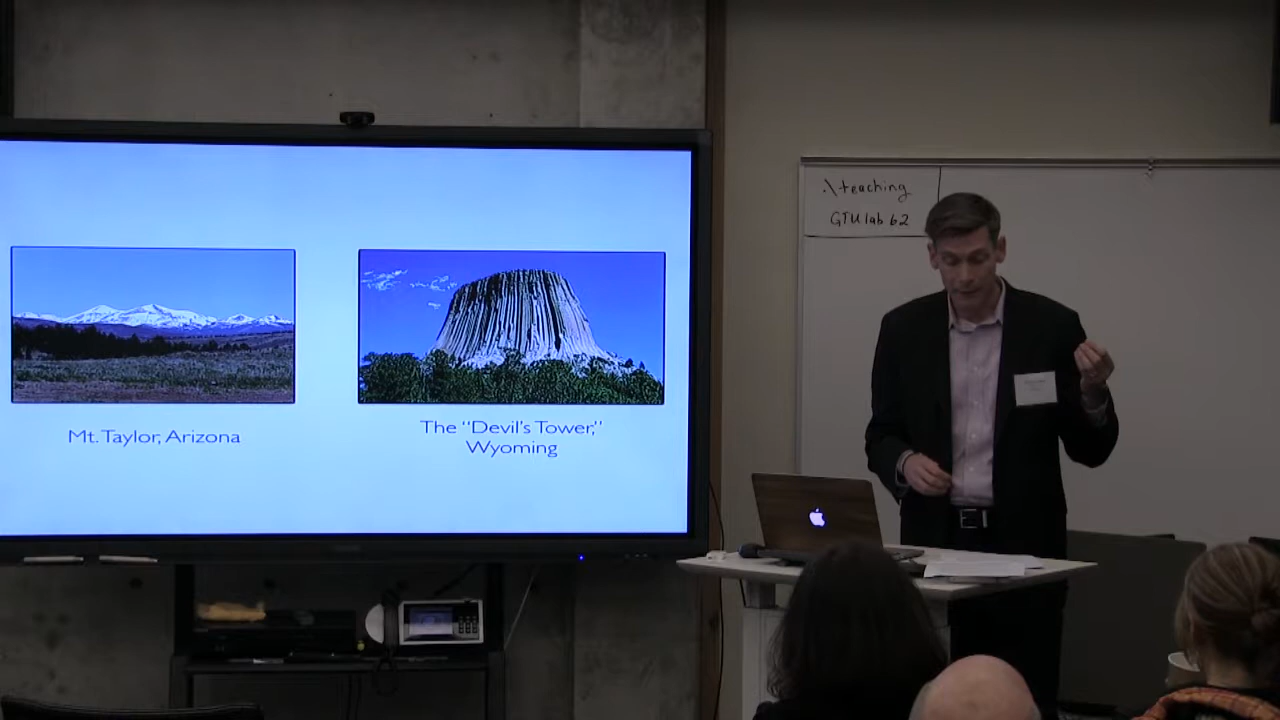 .\teaching
GTU lab 62
Mt. Taylor, Arizona
The "Devil's Tower,"
Wyoming